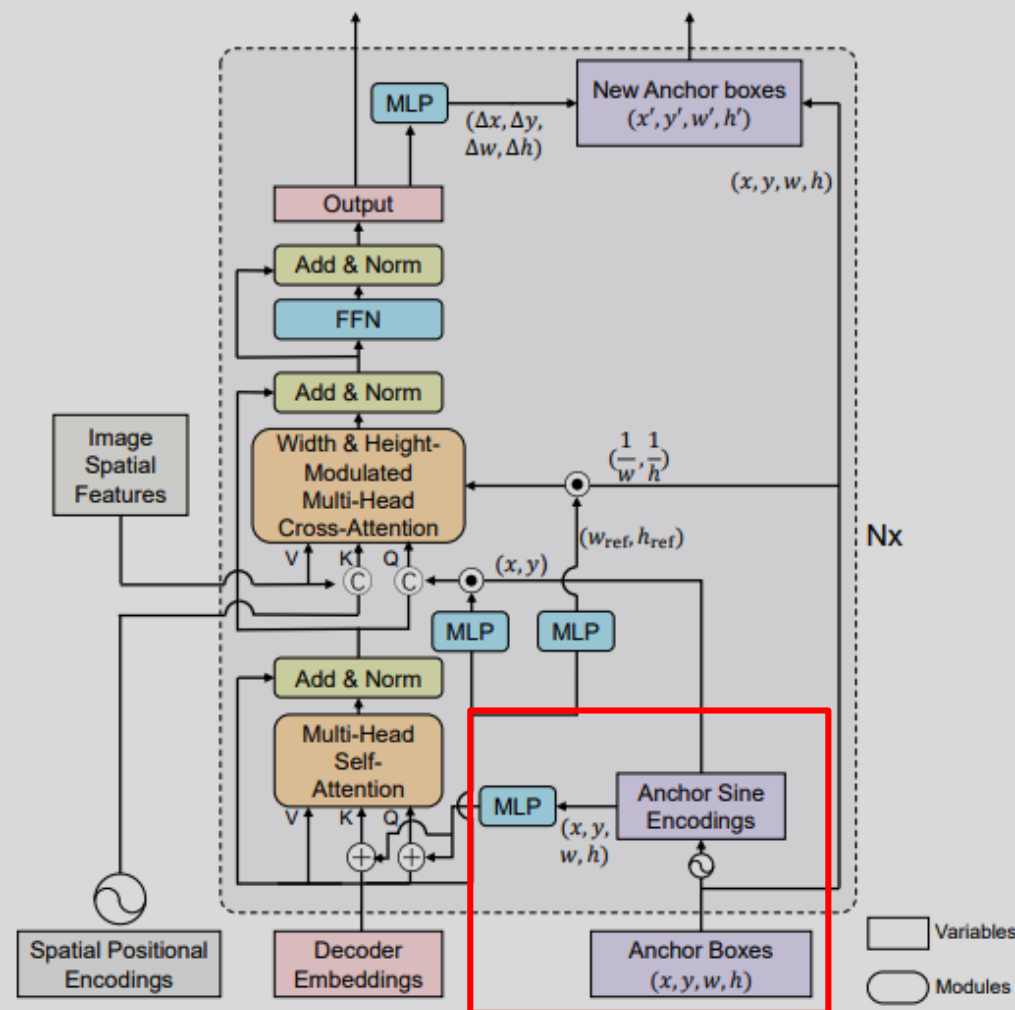 New Anchor boxes
(x', y', w', h')
MLP
(Δx, Δy,
Δw, Δh)
(x, y, w, h)
Output
Add & Norm
FFN
Add & Norm
Image
Spatial
Features
Width & Height-
Modulated
Multi-Head
Cross-Attention
(1/w, 1/h)
(w_ref, h_ref)
Nx
V
K
Q
(x, y)
C
C
MLP
MLP
Add & Norm
Multi-Head
Self-
Attention
V
K
Q
MLP
(x, y,
w, h)
Anchor Sine
Encodings
Spatial Positional
Encodings
Decoder
Embeddings
Anchor Boxes
(x, y, w, h)
Variables
Modules